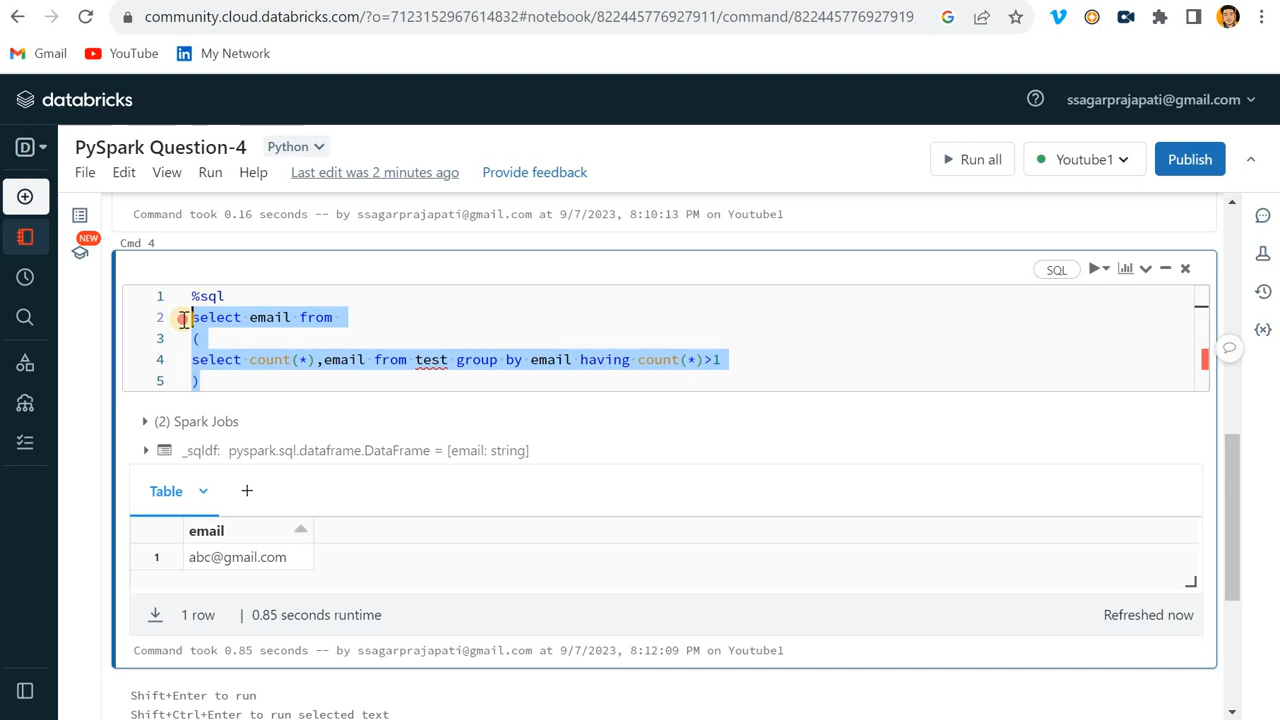 community.cloud.databricks.com/?o=7123152967614832#notebook/822445776927911/command/822445776927919
Gmail YouTube My Network
databricks ssagarprajapati@gmail.com
D
PySpark Question-4 Python
File Edit View Run Help Last edit was 2 minutes ago Provide feedback
Run all Youtube1 Publish
NEW
Command took 0.16 seconds -- by ssagarprajapati@gmail.com at 9/7/2023, 8:10:13 PM on Youtube1
Cmd 4
SQL
1 %sql
2 select email from
3 (
4 select count(*),email from test group by email having count(*)>1
5 )
(2) Spark Jobs
_sqldf: pyspark.sql.dataframe.DataFrame = [email: string]
Table +
email
1 abc@gmail.com
1 row | 0.85 seconds runtime Refreshed now
Command took 0.85 seconds -- by ssagarprajapati@gmail.com at 9/7/2023, 8:12:09 PM on Youtube1
Shift+Enter to run
Shift+Ctrl+Enter to run selected text